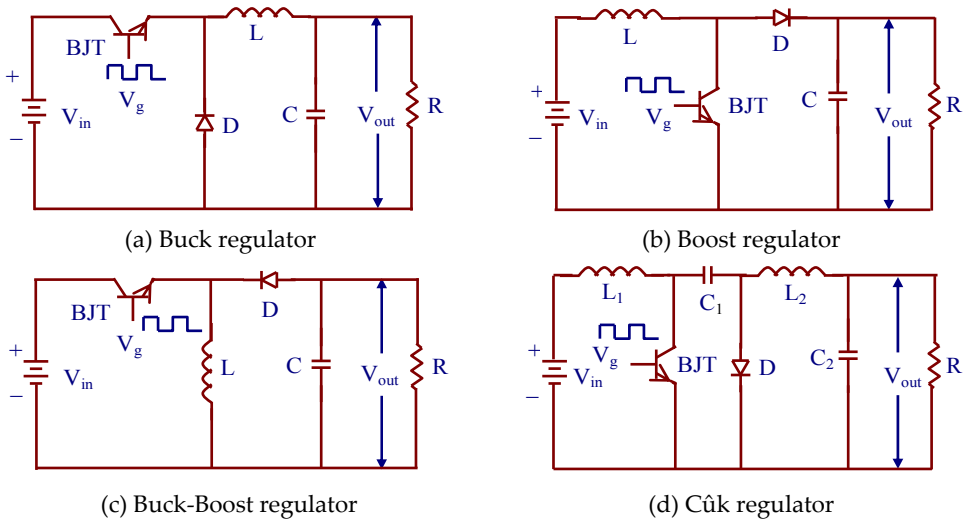 BJT
V_g
L
+
−
V_in
D
C
V_out
R
(a) Buck regulator
L
D
+
−
V_in
V_g
BJT
C
V_out
R
(b) Boost regulator
BJT
V_g
D
+
−
V_in
L
C
V_out
R
(c) Buck-Boost regulator
L_1
C_1
L_2
+
−
V_in
V_g
BJT
D
C_2
V_out
R
(d) Cûk regulator